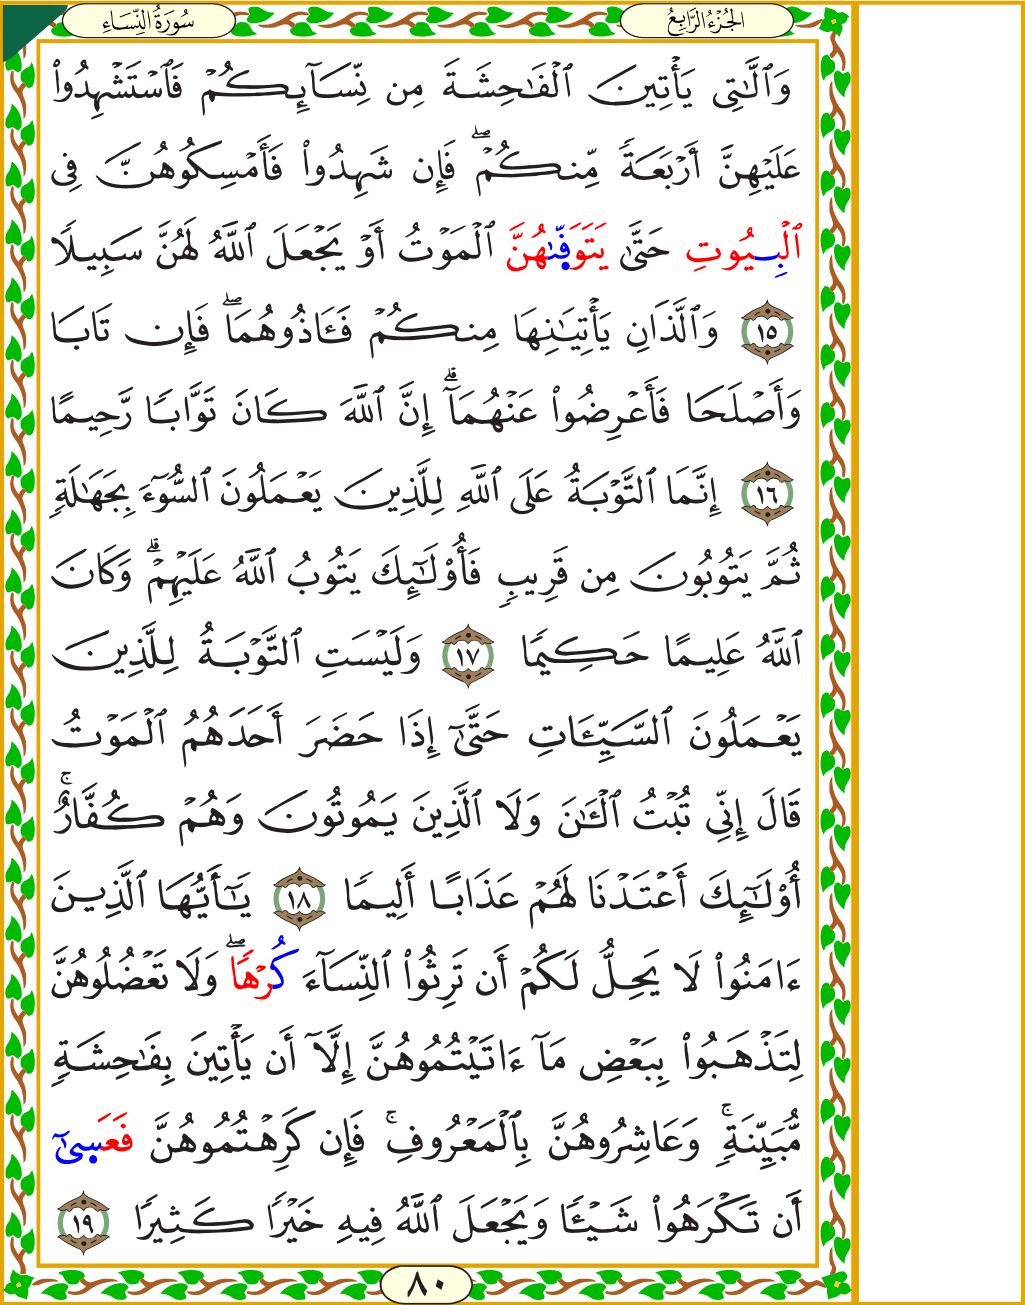 سُورَةُ النِّسَاءِ
الجُزْءُ الرَّابِعُ
وَٱلَّٰتِى يَأْتِينَ ٱلْفَٰحِشَةَ مِن نِّسَآئِكُمْ فَٱسْتَشْهِدُوا۟
عَلَيْهِنَّ أَرْبَعَةً مِّنكُمْ ۖ فَإِن شَهِدُوا۟ فَأَمْسِكُوهُنَّ فِى
ٱلْبِيُوتِ حَتَّىٰ يَتَوَفَّىٰهُنَّ ٱلْمَوْتُ أَوْ يَجْعَلَ ٱللَّهُ لَهُنَّ سَبِيلًا
١٥ وَٱلَّذَانِ يَأْتِيَٰنِهَا مِنكُمْ فَـَٔاذُوهُمَا ۖ فَإِن تَابَا
وَأَصْلَحَا فَأَعْرِضُوا۟ عَنْهُمَآ ۗ إِنَّ ٱللَّهَ كَانَ تَوَّابًا رَّحِيمًا
١٦ إِنَّمَا ٱلتَّوْبَةُ عَلَى ٱللَّهِ لِلَّذِينَ يَعْمَلُونَ ٱلسُّوٓءَ بِجَهَٰلَةٍ
ثُمَّ يَتُوبُونَ مِن قَرِيبٍ فَأُو۟لَٰٓئِكَ يَتُوبُ ٱللَّهُ عَلَيْهِمْ ۗ وَكَانَ
ٱللَّهُ عَلِيمًا حَكِيمًا ١٧ وَلَيْسَتِ ٱلتَّوْبَةُ لِلَّذِينَ
يَعْمَلُونَ ٱلسَّيِّـَٔاتِ حَتَّىٰٓ إِذَا حَضَرَ أَحَدَهُمُ ٱلْمَوْتُ
قَالَ إِنِّى تُبْتُ ٱلْـَٰٔنَ وَلَا ٱلَّذِينَ يَمُوتُونَ وَهُمْ كُفَّارٌ ۚ
أُو۟لَٰٓئِكَ أَعْتَدْنَا لَهُمْ عَذَابًا أَلِيمًا ١٨ يَٰٓأَيُّهَا ٱلَّذِينَ
ءَامَنُوا۟ لَا يَحِلُّ لَكُمْ أَن تَرِثُوا۟ ٱلنِّسَآءَ كُرْهًا ۖ وَلَا تَعْضُلُوهُنَّ
لِتَذْهَبُوا۟ بِبَعْضِ مَآ ءَاتَيْتُمُوهُنَّ إِلَّآ أَن يَأْتِينَ بِفَٰحِشَةٍ
مُّبَيِّنَةٍ ۚ وَعَاشِرُوهُنَّ بِٱلْمَعْرُوفِ ۚ فَإِن كَرِهْتُمُوهُنَّ فَعَسَىٰٓ
أَن تَكْرَهُوا۟ شَيْـًٔا وَيَجْعَلَ ٱللَّهُ فِيهِ خَيْرًا كَثِيرًا ١٩
٨٠